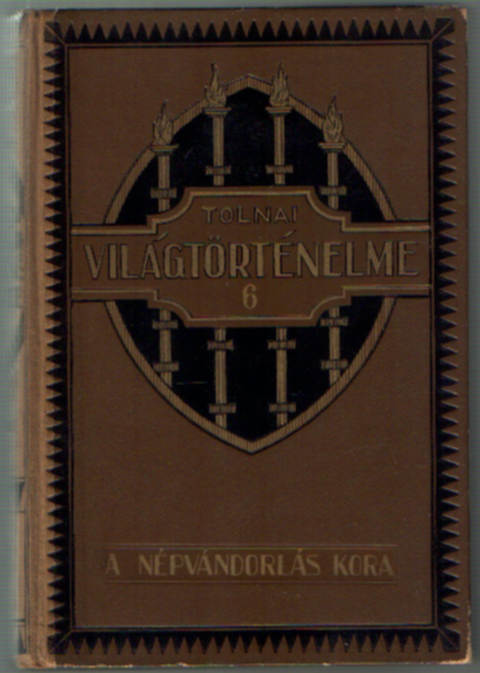 TOLNAI
VILÁGTÖRTÉNELME
6
A NÉPVÁNDORLÁS KORA